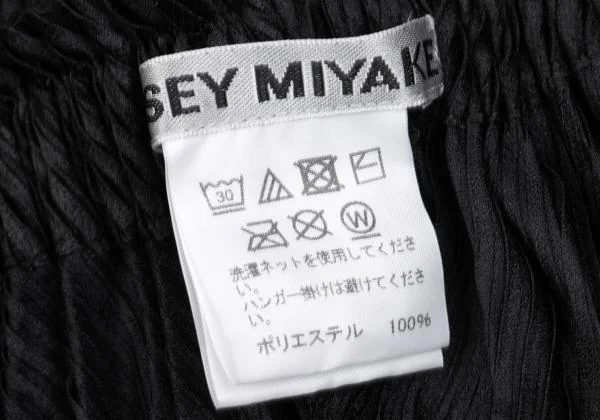 SEY MIYAKE
30
W
洗濯ネットを使用してくださ
い。
ハンガー掛けは避けてくださ
い。
ポリエステル 100%